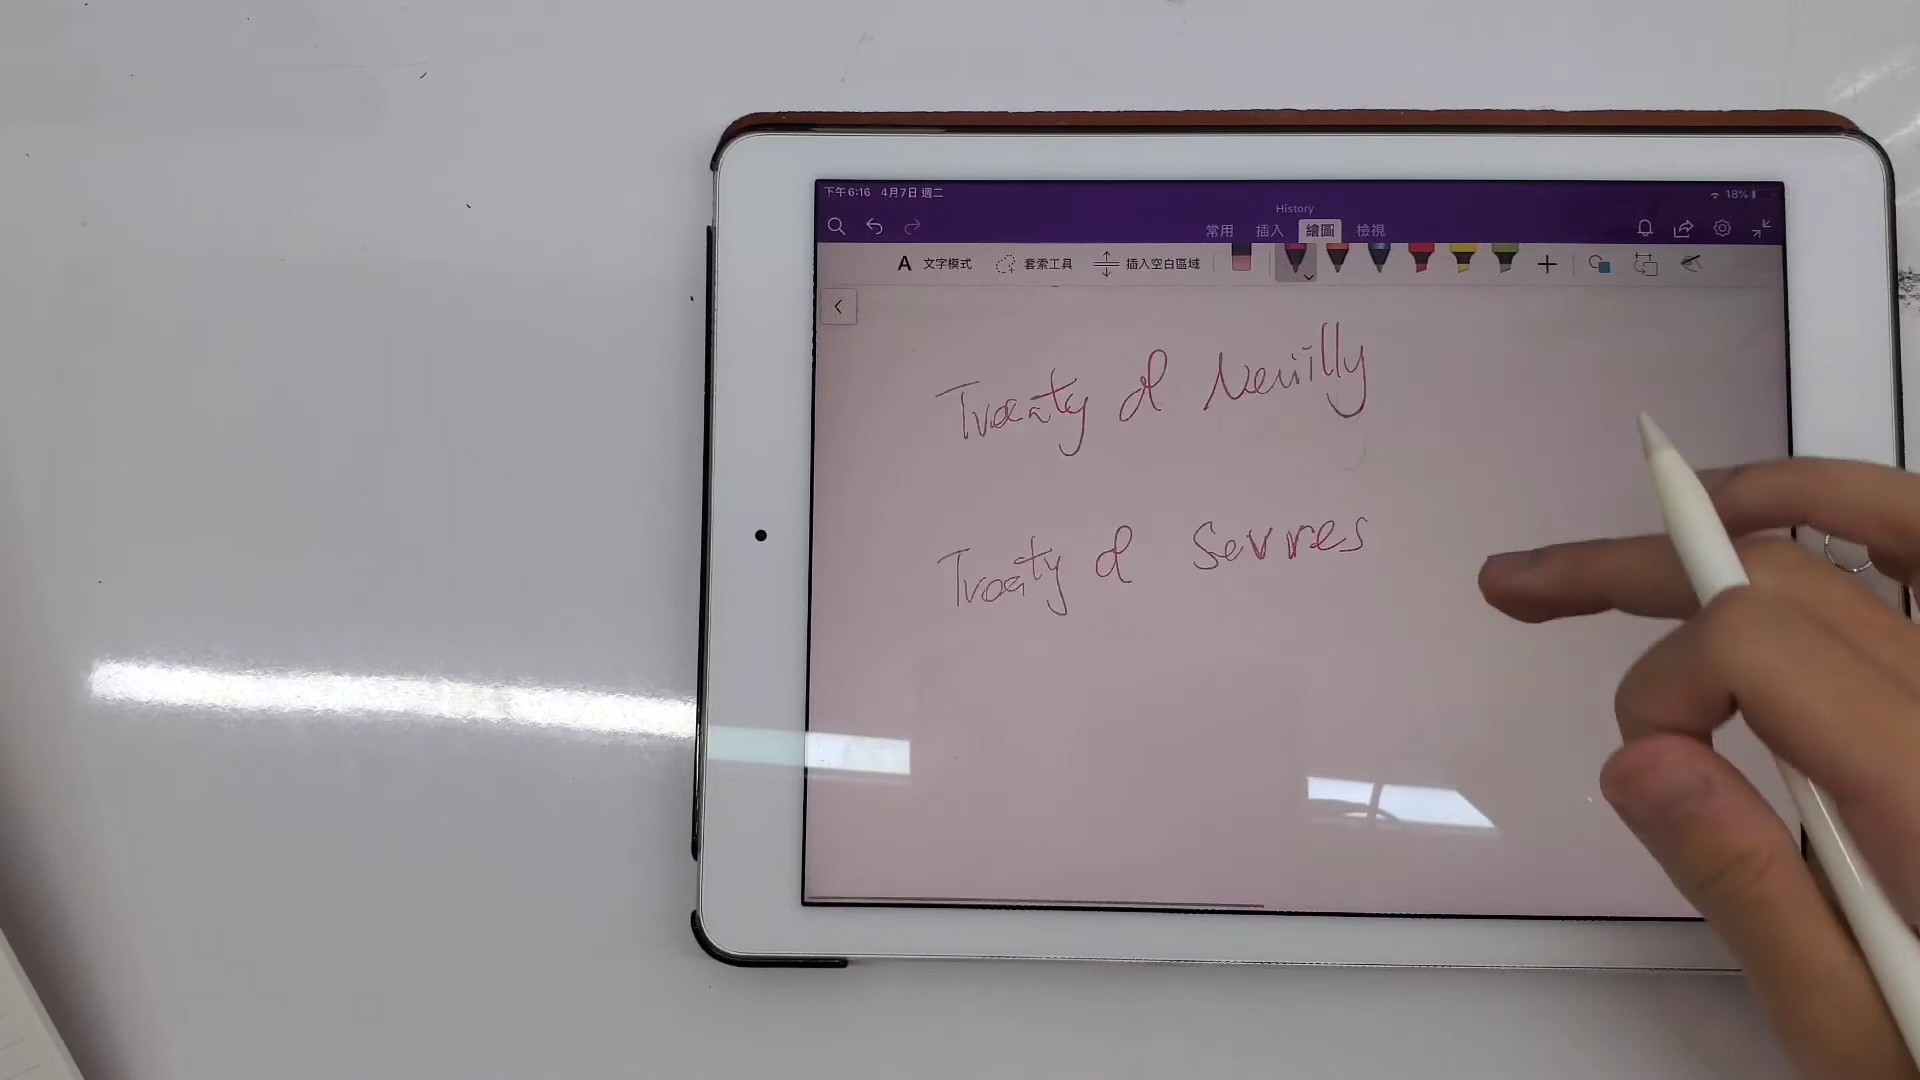 下午6:16 4月7日 週二
18%
History
常用 插入 繪圖 檢視
A 文字模式 套索工具 插入空白區域
Treaty of Neuilly
Treaty of Sevres